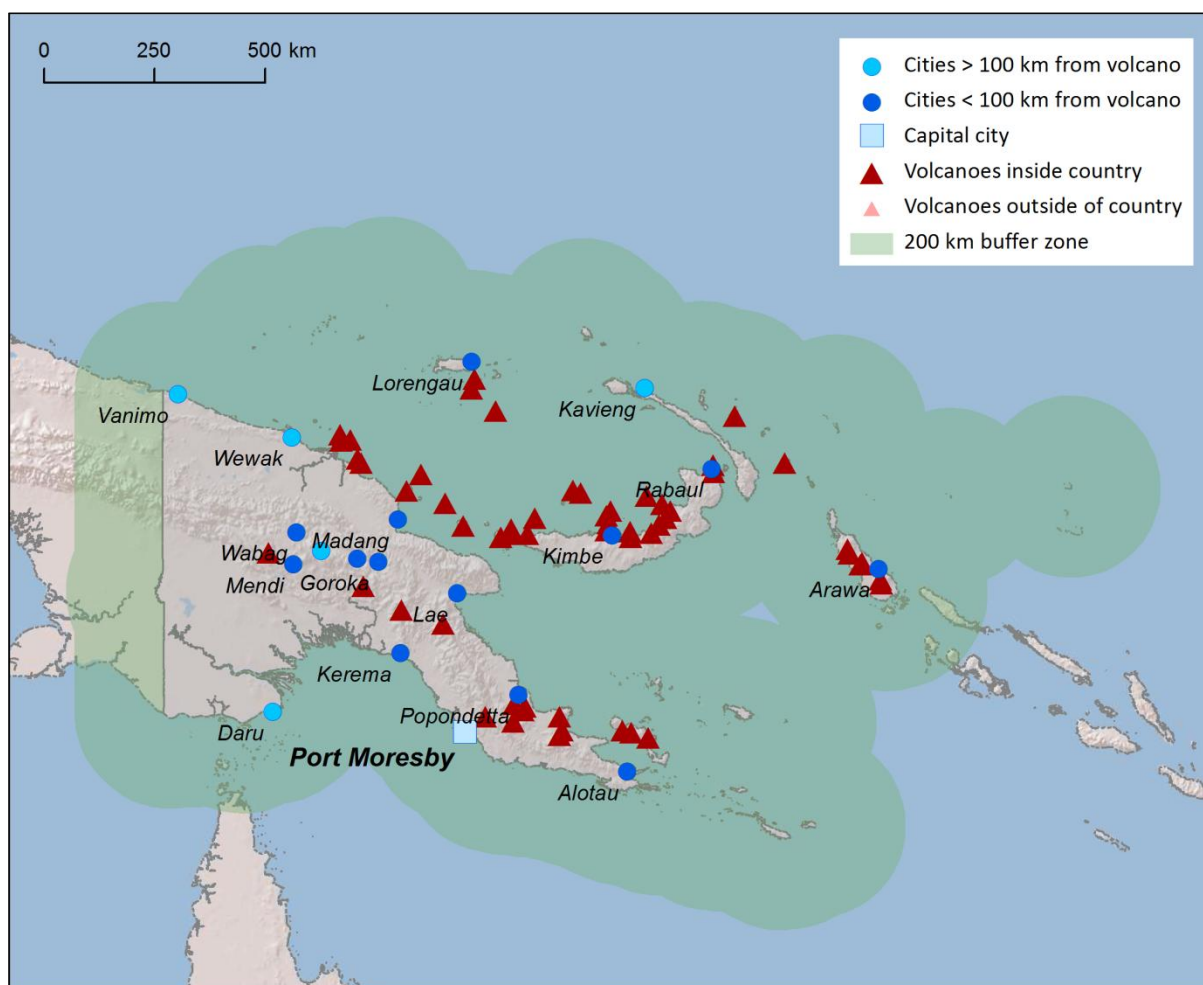 0 250 500 km
Cities > 100 km from volcano
Cities < 100 km from volcano
Capital city
Volcanoes inside country
Volcanoes outside of country
200 km buffer zone
Lorengau
Kavieng
Vanimo
Wewak
Rabaul
Wabag
Madang
Kimbe
Mendi
Goroka
Arawa
Lae
Kerema
Popondetta
Daru
Port Moresby
Alotau